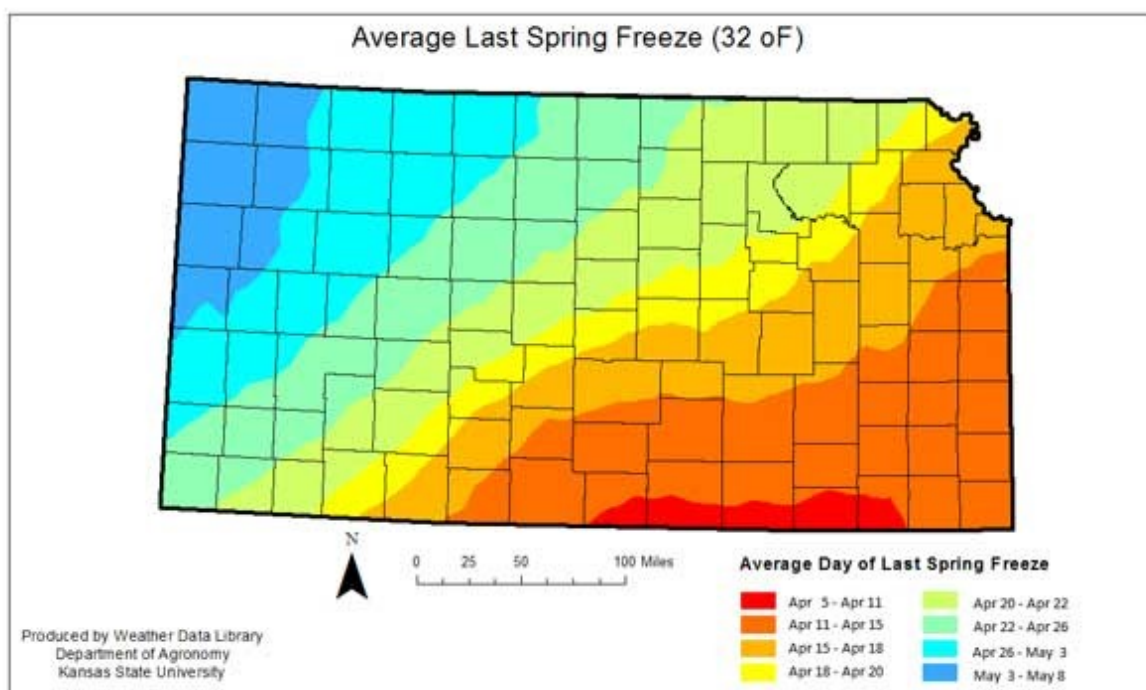 Average Last Spring Freeze (32 oF)
N
0 25 50 100 Miles
Average Day of Last Spring Freeze
Apr 5 - Apr 11
Apr 11 - Apr 15
Apr 15 - Apr 18
Apr 18 - Apr 20
Apr 20 - Apr 22
Apr 22 - Apr 26
Apr 26 - May 3
May 3 - May 8
Produced by Weather Data Library
Department of Agronomy
Kansas State University